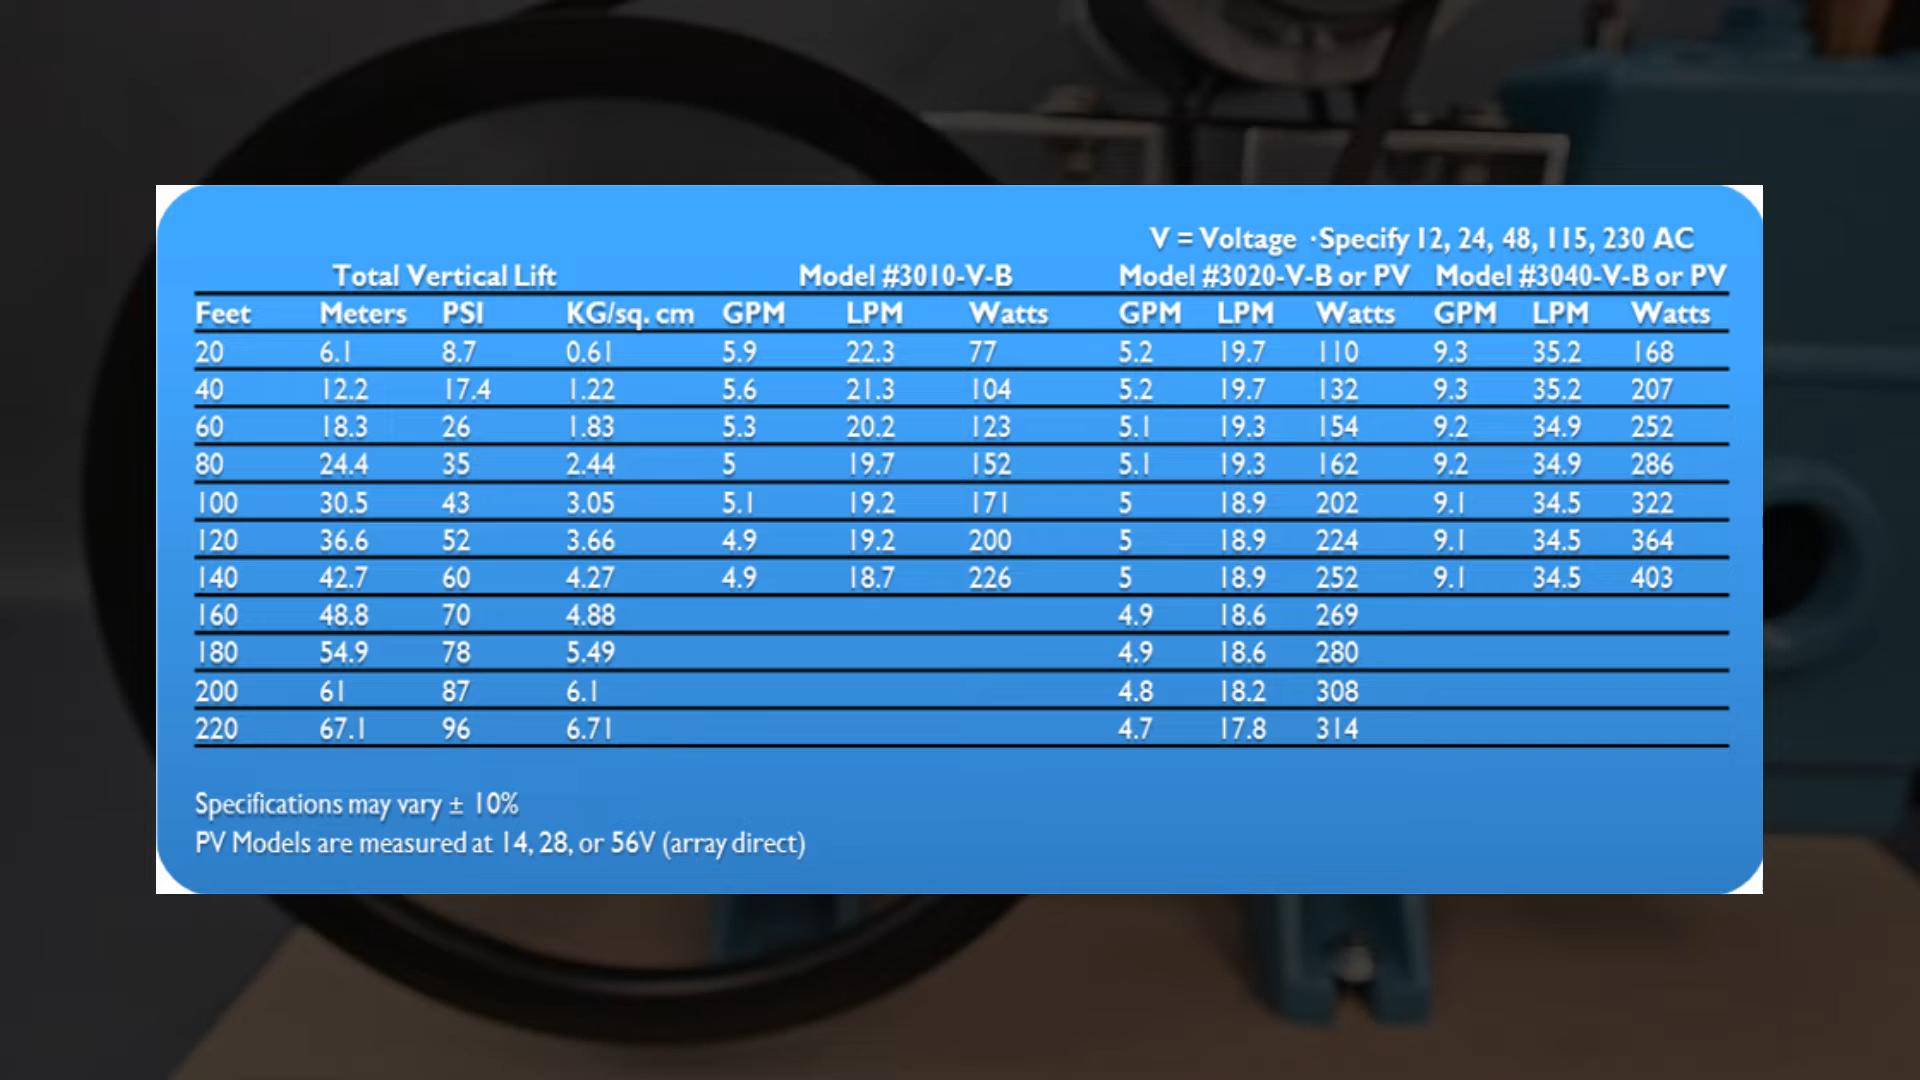 V = Voltage ·Specify 12, 24, 48, 115, 230 AC
Total Vertical Lift Model #3010-V-B Model #3020-V-B or PV Model #3040-V-B or PV
Feet Meters PSI KG/sq. cm GPM LPM Watts GPM LPM Watts GPM LPM Watts
20 6.1 8.7 0.61 5.9 22.3 77 5.2 19.7 110 9.3 35.2 168
40 12.2 17.4 1.22 5.6 21.3 104 5.2 19.7 132 9.3 35.2 207
60 18.3 26 1.83 5.3 20.2 123 5.1 19.3 154 9.2 34.9 252
80 24.4 35 2.44 5 19.7 152 5.1 19.3 162 9.2 34.9 286
100 30.5 43 3.05 5.1 19.2 171 5 18.9 202 9.1 34.5 322
120 36.6 52 3.66 4.9 19.2 200 5 18.9 224 9.1 34.5 364
140 42.7 60 4.27 4.9 18.7 226 5 18.9 252 9.1 34.5 403
160 48.8 70 4.88 4.9 18.6 269
180 54.9 78 5.49 4.9 18.6 280
200 61 87 6.1 4.8 18.2 308
220 67.1 96 6.71 4.7 17.8 314
Specifications may vary ± 10%
PV Models are measured at 14, 28, or 56V (array direct)